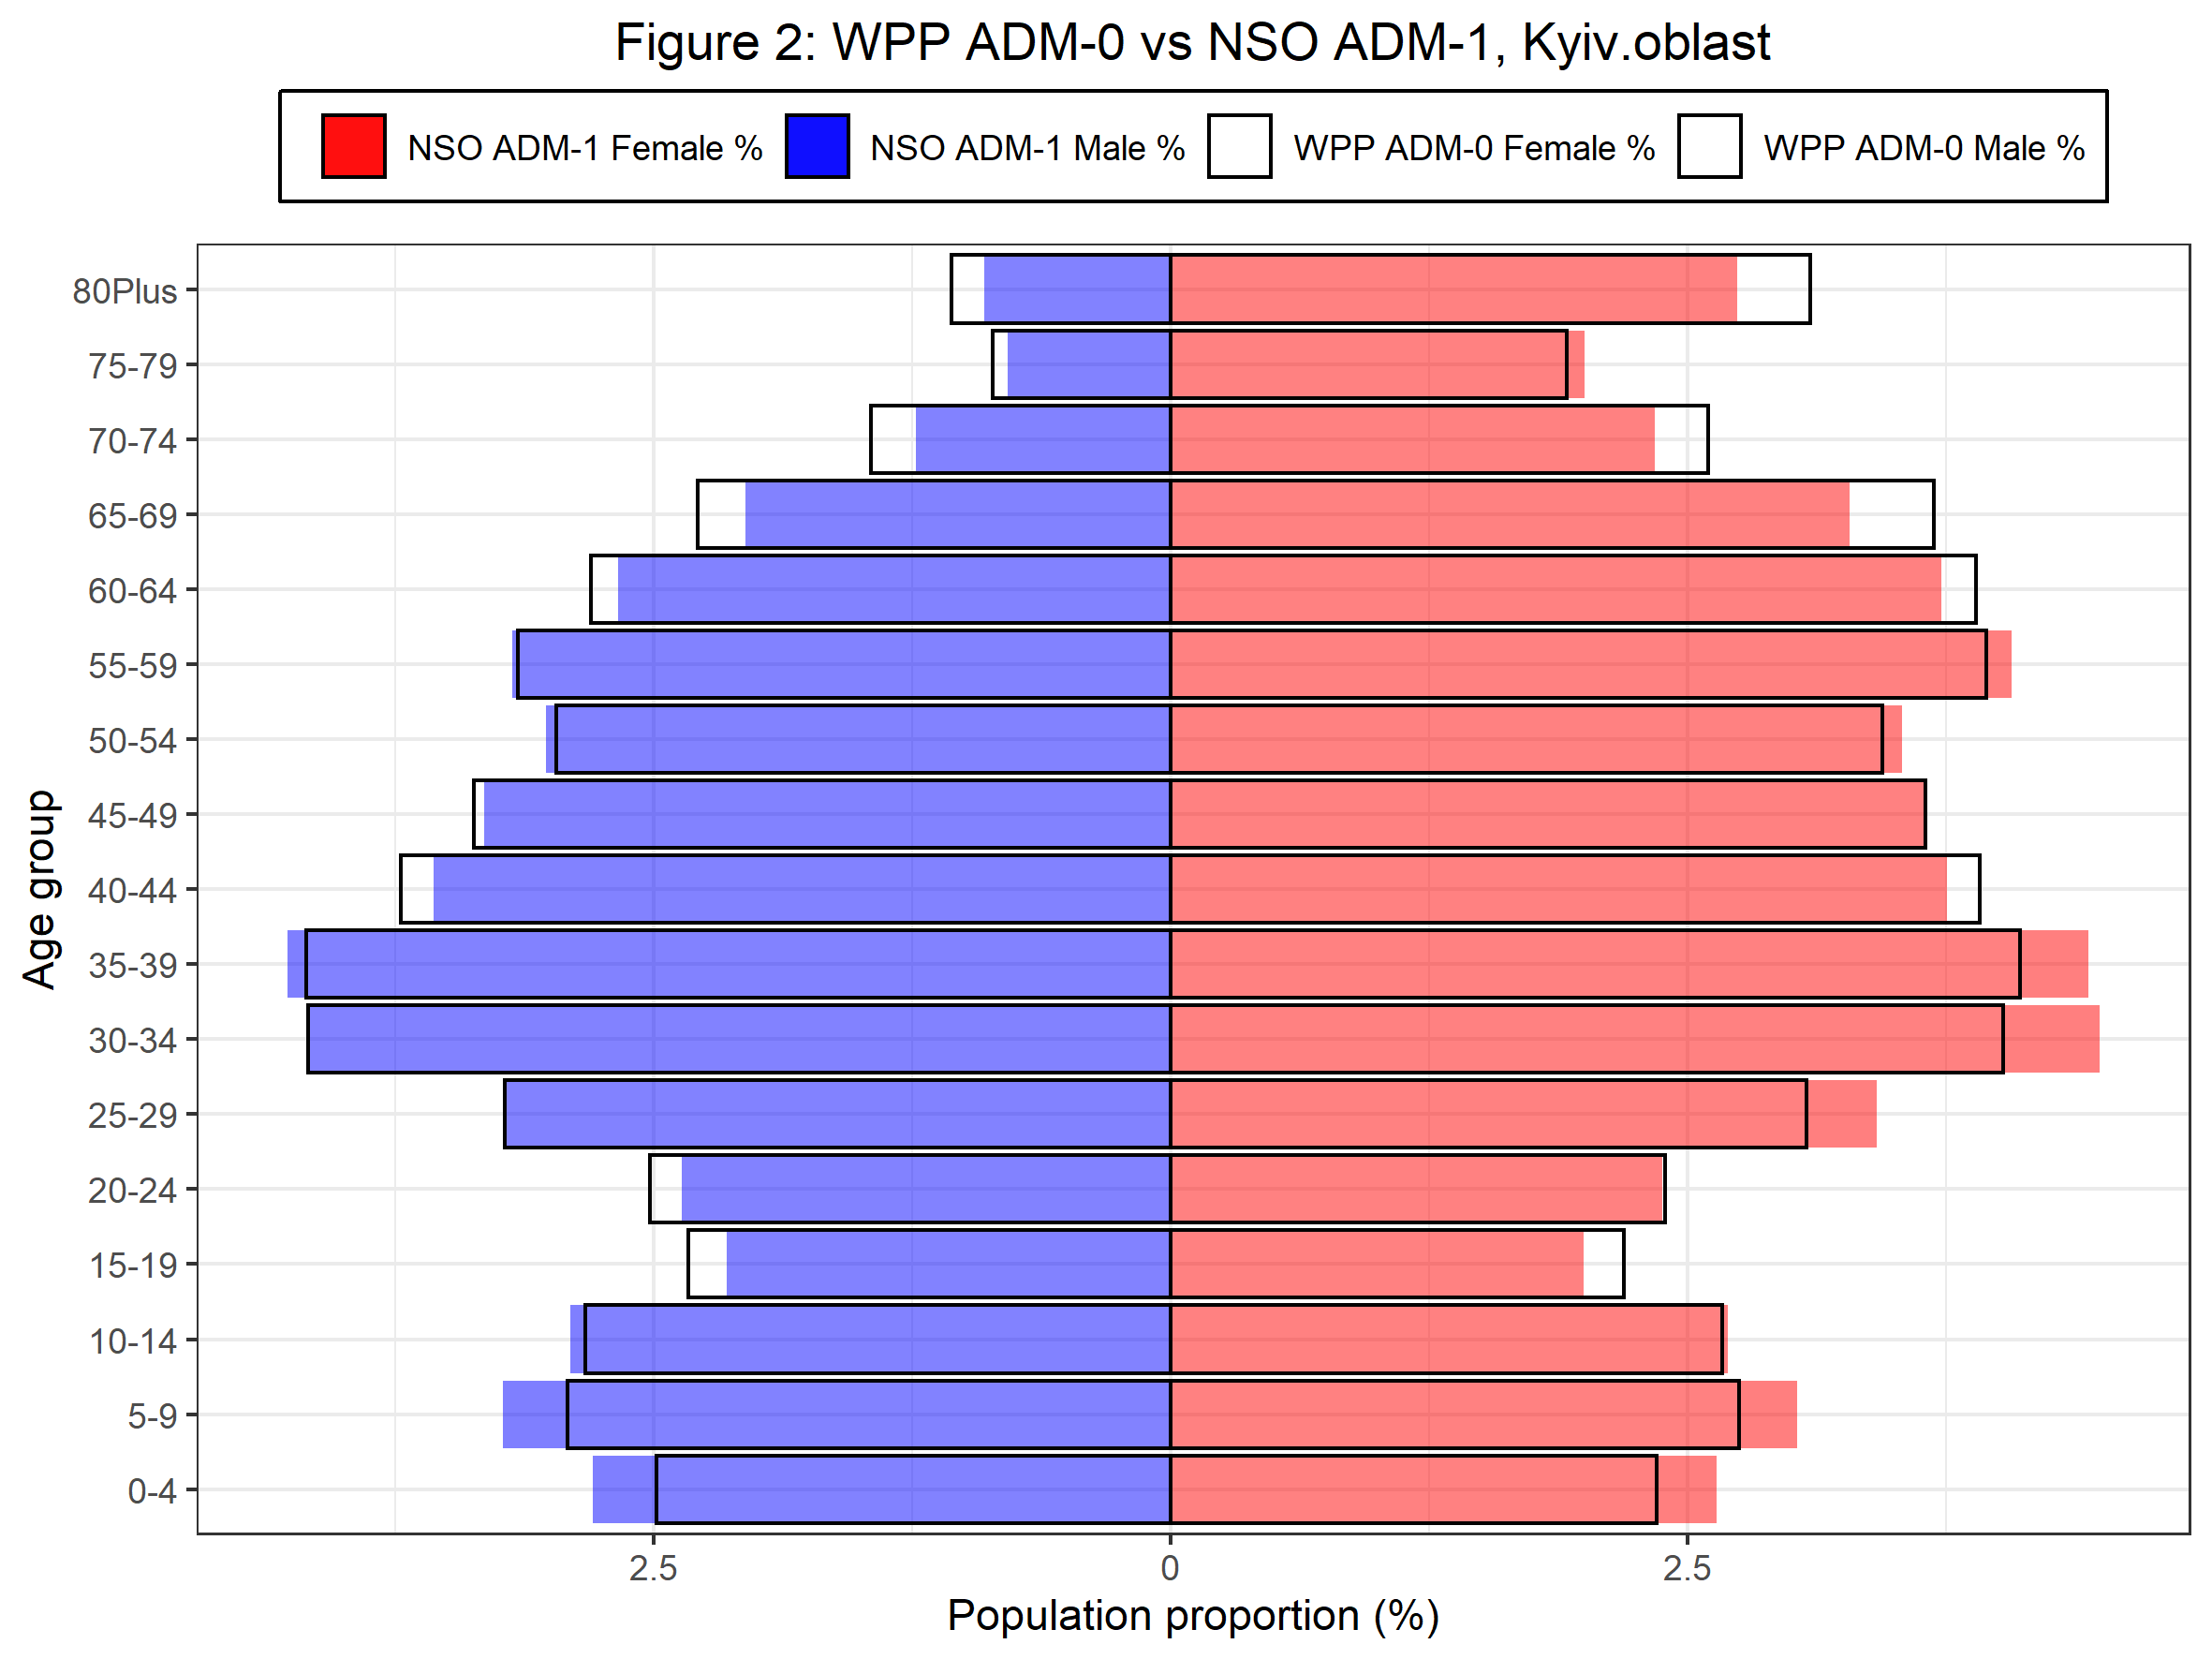 Figure 2: WPP ADM-0 vs NSO ADM-1, Kyiv.oblast
NSO ADM-1 Female % NSO ADM-1 Male % WPP ADM-0 Female % WPP ADM-0 Male %
Age group
80Plus
75-79
70-74
65-69
60-64
55-59
50-54
45-49
40-44
35-39
30-34
25-29
20-24
15-19
10-14
5-9
0-4
2.5 0 2.5
Population proportion (%)